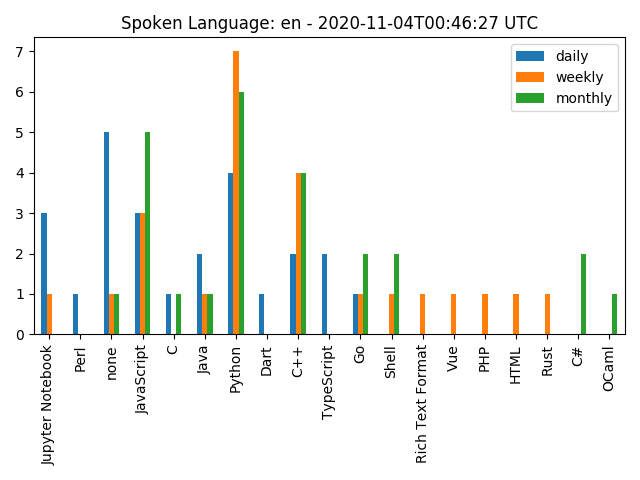 Spoken Language: en - 2020-11-04T00:46:27 UTC
daily
weekly
monthly
7
6
5
4
3
2
1
0
Jupyter Notebook
Perl
none
JavaScript
C
Java
Python
Dart
C++
TypeScript
Go
Shell
Rich Text Format
Vue
PHP
HTML
Rust
C#
OCaml